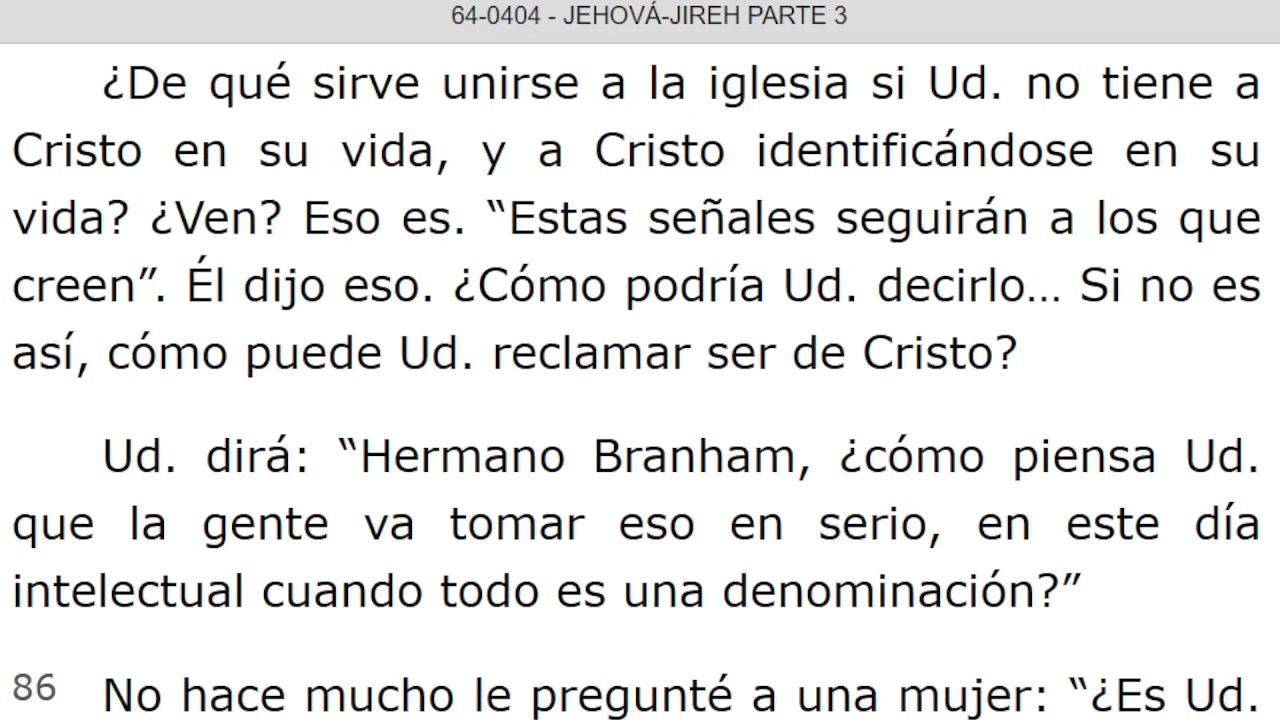 64-0404 - JEHOVÁ-JIREH PARTE 3
¿De qué sirve unirse a la iglesia si Ud. no tiene a
Cristo en su vida, y a Cristo identificándose en su
vida? ¿Ven? Eso es. “Estas señales seguirán a los que
creen”. Él dijo eso. ¿Cómo podría Ud. decirlo… Si no es
así, cómo puede Ud. reclamar ser de Cristo?
Ud. dirá: “Hermano Branham, ¿cómo piensa Ud.
que la gente va tomar eso en serio, en este día
intelectual cuando todo es una denominación?”
86 No hace mucho le pregunté a una mujer: “¿Es Ud.